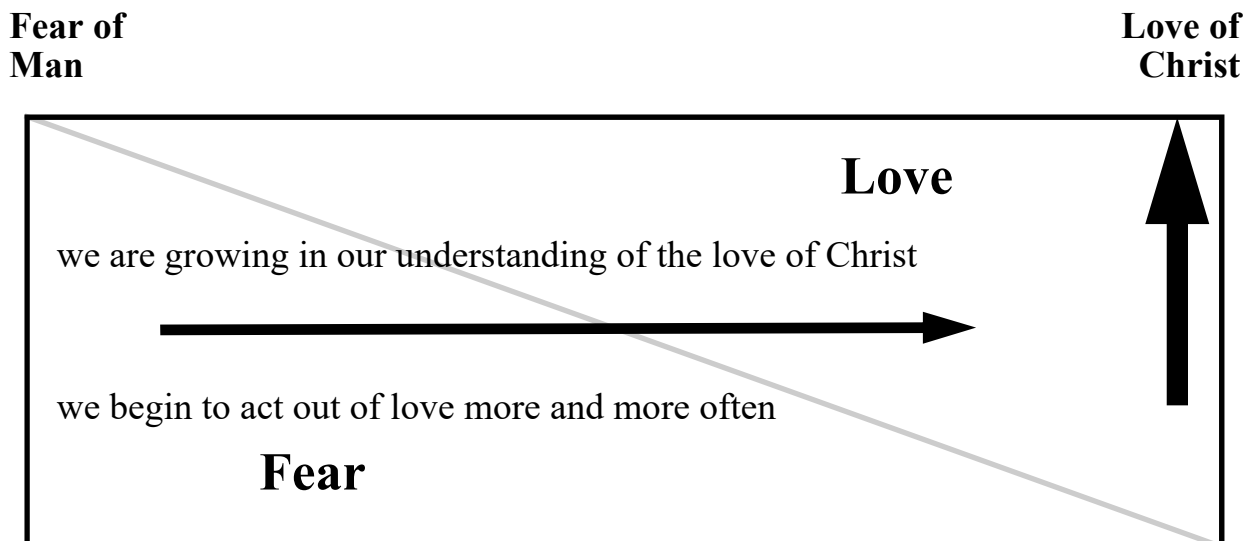 Fear of
Man
Love of
Christ
Love
we are growing in our understanding of the love of Christ
we begin to act out of love more and more often
Fear